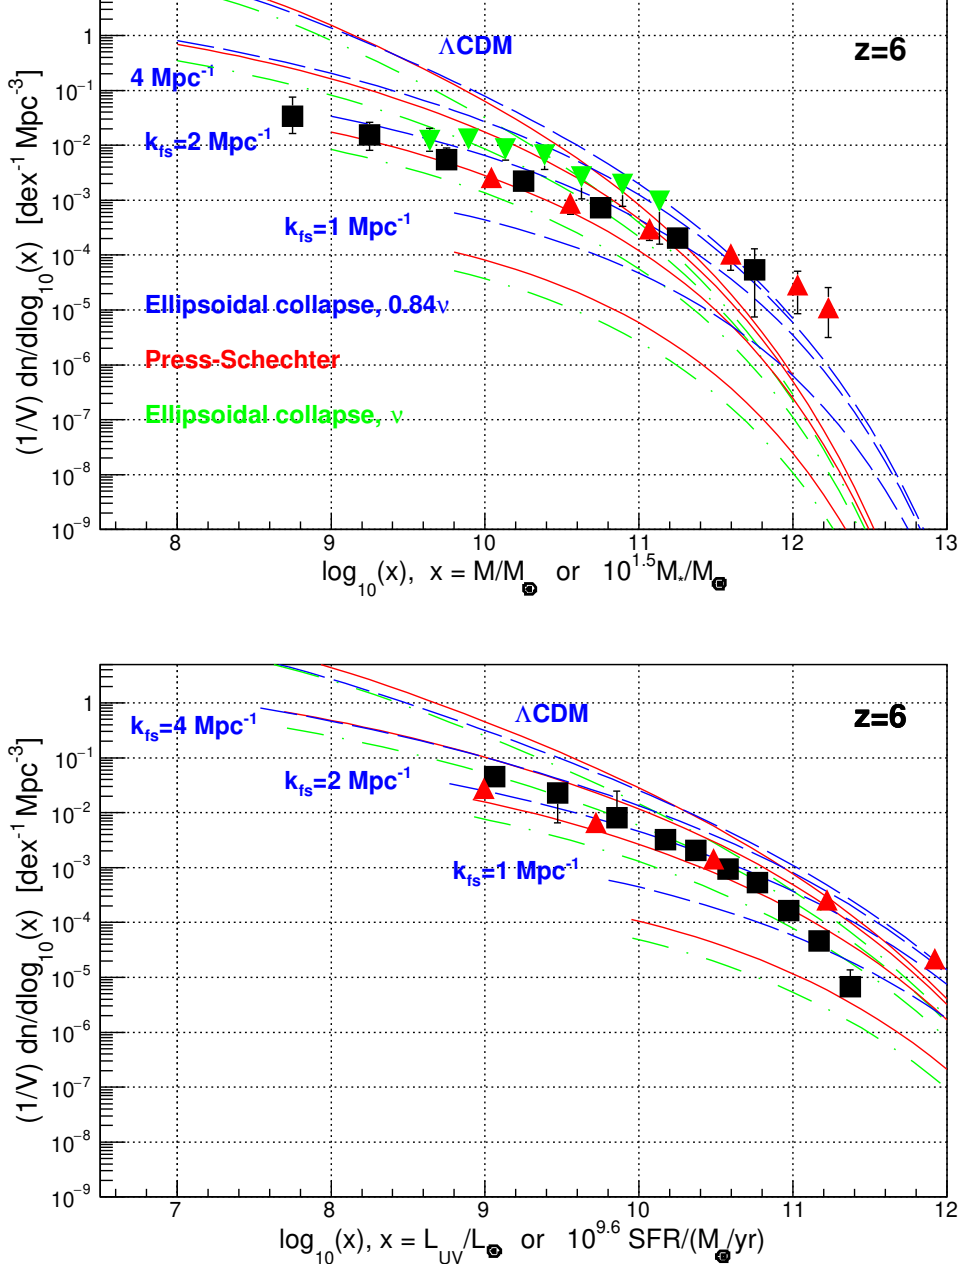 1
10⁻¹
10⁻²
10⁻³
10⁻⁴
10⁻⁵
10⁻⁶
10⁻⁷
10⁻⁸
10⁻⁹
(1/V) dn/dlog₁₀(x) [dex⁻¹ Mpc⁻³]
ΛCDM
z=6
4 Mpc⁻¹
k_fs=2 Mpc⁻¹
k_fs=1 Mpc⁻¹
Ellipsoidal collapse, 0.84ν
Press-Schechter
Ellipsoidal collapse, ν
8 9 10 11 12 13
log₁₀(x), x = M/M_⊙ or 10^1.5 M_*/M_⊙
1
10⁻¹
10⁻²
10⁻³
10⁻⁴
10⁻⁵
10⁻⁶
10⁻⁷
10⁻⁸
10⁻⁹
(1/V) dn/dlog₁₀(x) [dex⁻¹ Mpc⁻³]
ΛCDM
z=6
k_fs=4 Mpc⁻¹
k_fs=2 Mpc⁻¹
k_fs=1 Mpc⁻¹
7 8 9 10 11 12
log₁₀(x), x = L_UV/L_⊙ or 10^9.6 SFR/(M_⊙/yr)